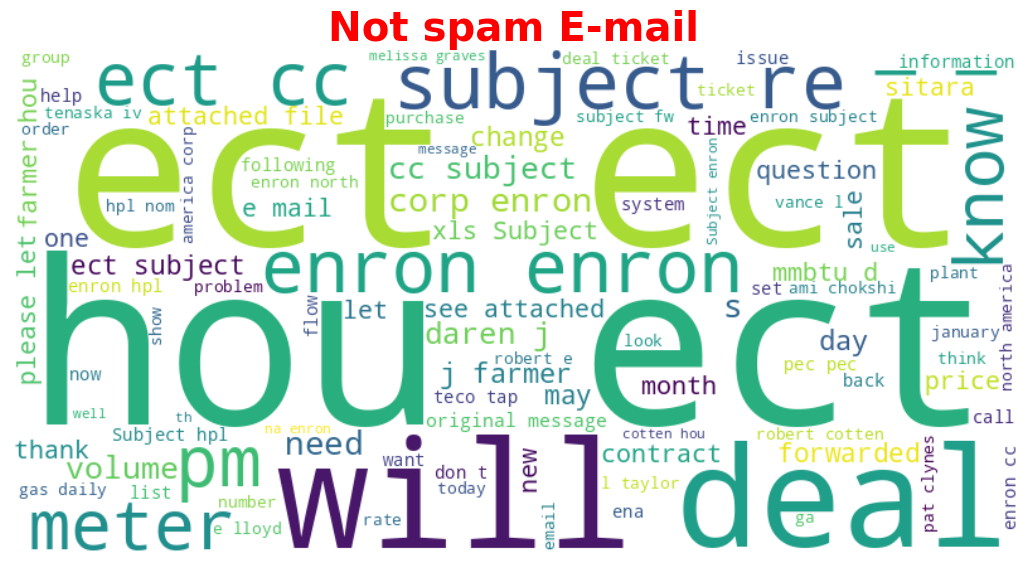 Not spam E-mail
group
melissa graves
deal ticket
issue
information
ect cc
subject re
_ _
help
sitara
ticket
tenaska iv
attached file
purchase
subject fw
time
enron subject
order
hou
farmer
please let
ect ect
change
know
america corp
following
message
cc subject
question
Subject enron
enron north
hpl nom
e mail
corp enron
system
vance l
sale
one
xls Subject
use
ect subject
enron enron
mmbtu d
plant
enron hpl
problem
set
ami chokshi
north america
hou ect
show
flow
let
see attached
s
daren j
look
day
january
robert e
think
now
j farmer
month
pec pec
back
price
teco tap
may
well
th
original message
call
Subject hpl
na enron
need
cotten hou
robert cotten
thank
pm
will
deal
want
new
contract
forwarded
pat clynes
enron cc
volume
don t
gas daily
list
today
l taylor
number
meter
e lloyd
rate
email
ena
ga